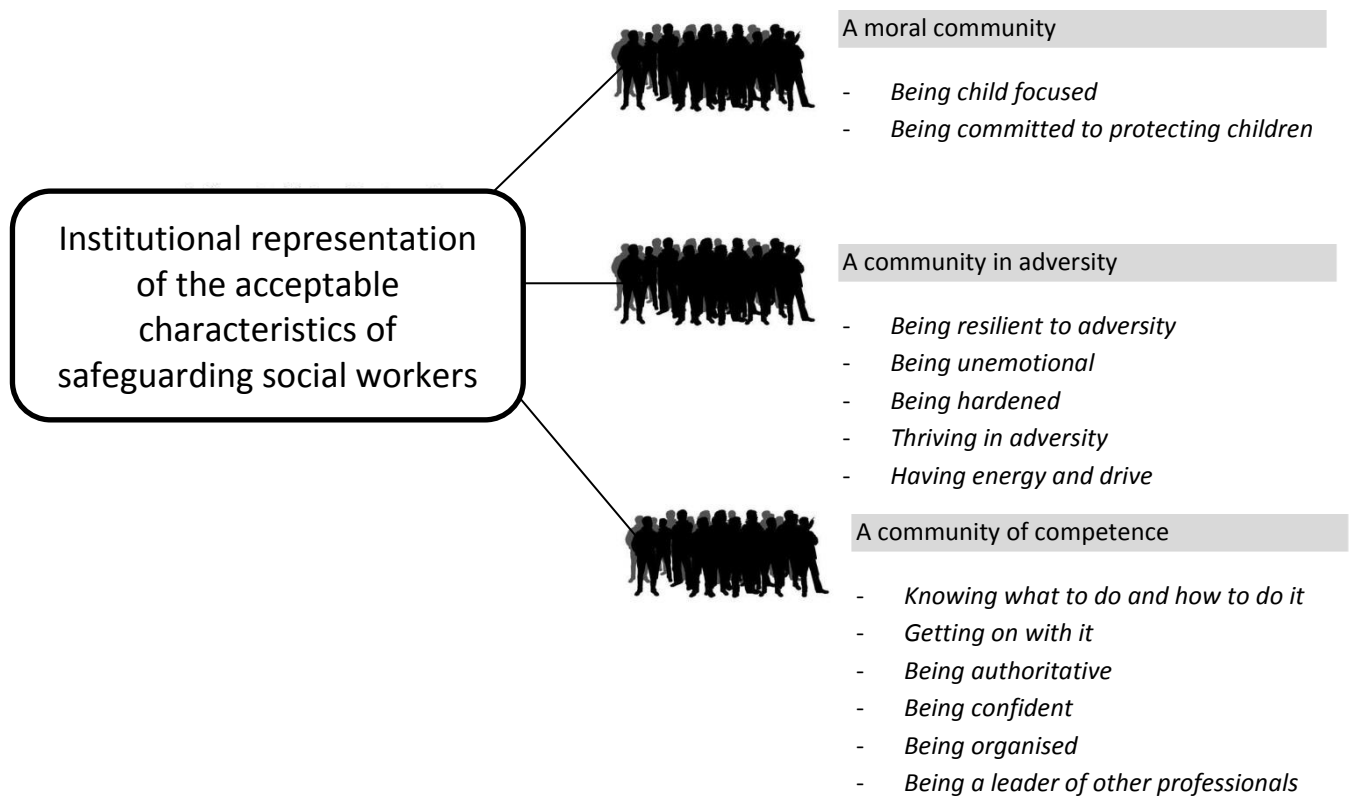 A moral community
- Being child focused
- Being committed to protecting children
Institutional representation
of the acceptable
characteristics of
safeguarding social workers
A community in adversity
- Being resilient to adversity
- Being unemotional
- Being hardened
- Thriving in adversity
- Having energy and drive
A community of competence
- Knowing what to do and how to do it
- Getting on with it
- Being authoritative
- Being confident
- Being organised
- Being a leader of other professionals